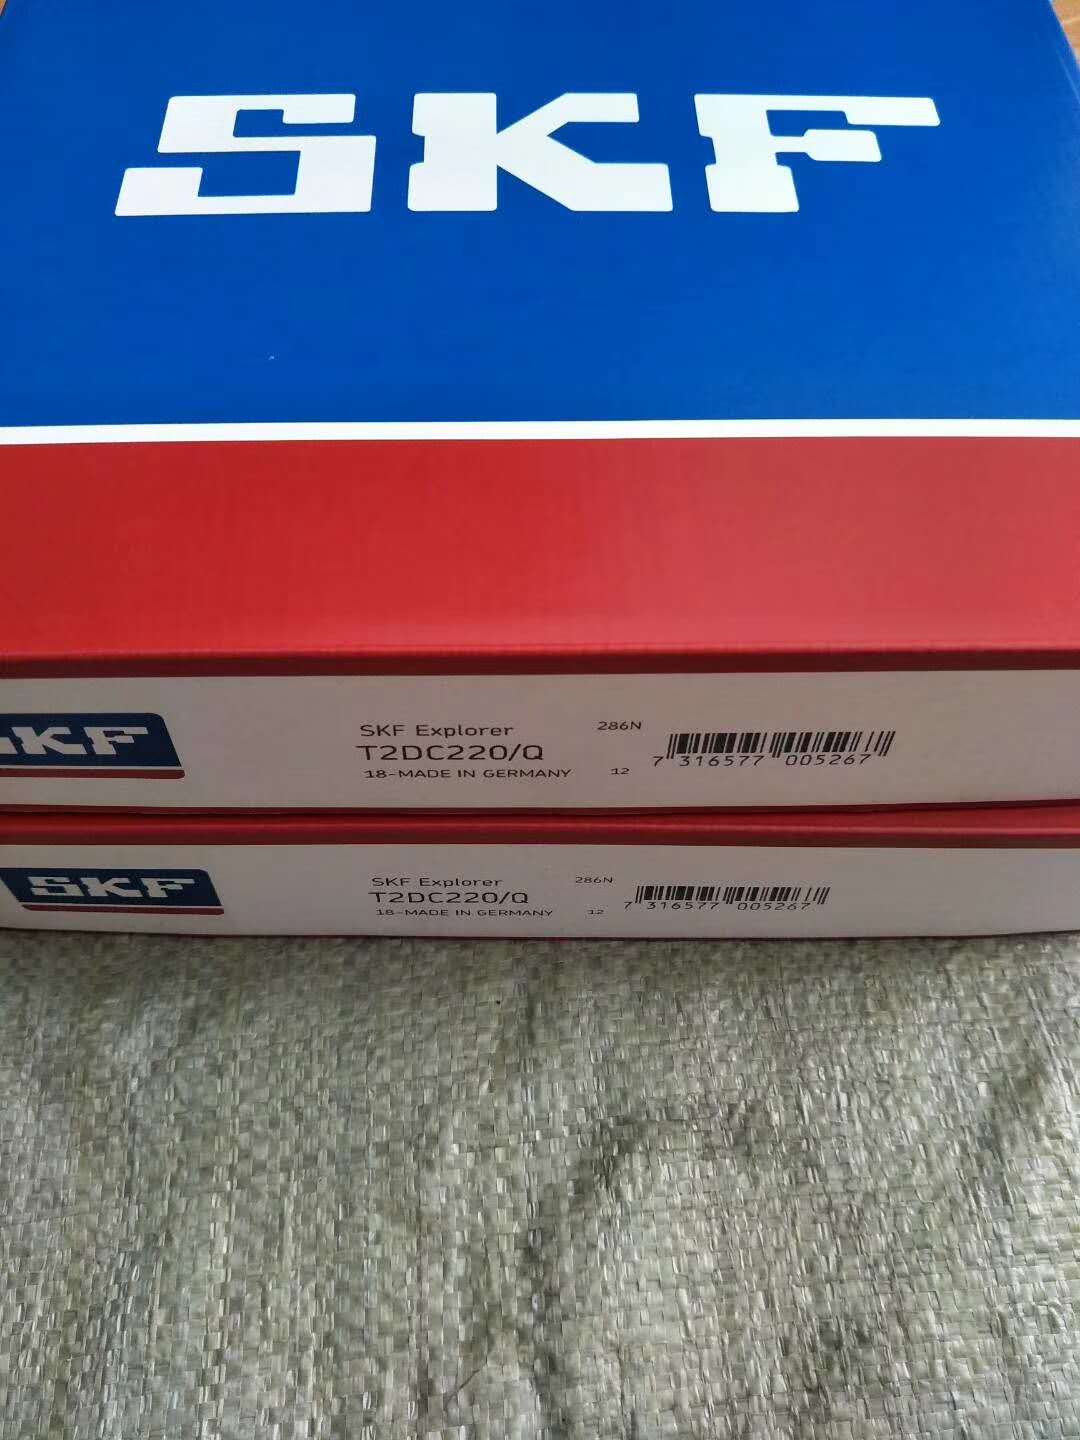 SKF
SKF
SKF Explorer
T2DC220/Q
18-MADE IN GERMANY
286N
12
7 316577 005267
SKF
SKF Explorer
T2DC220/Q
18-MADE IN GERMANY
286N
12
7 316577 005267